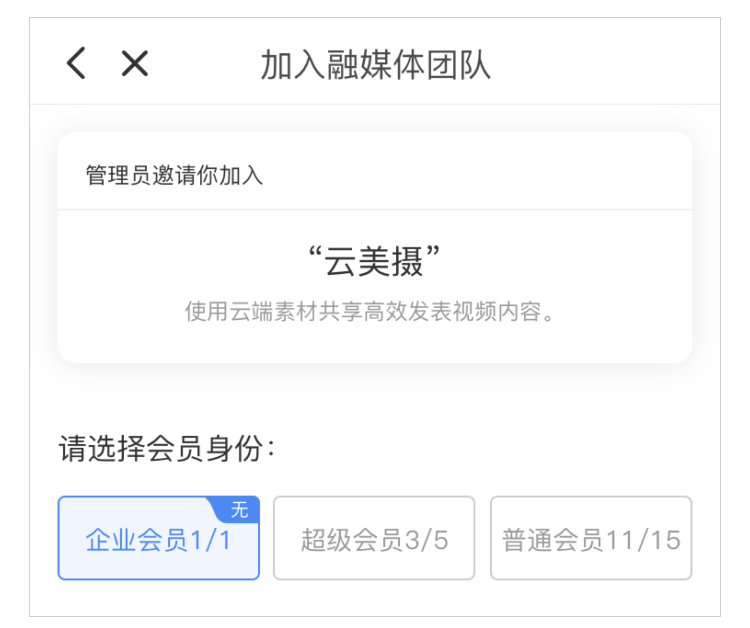 加入融媒体团队
管理员邀请你加入
“云美摄”
使用云端素材共享高效发表视频内容。
请选择会员身份：
无
企业会员1/1
超级会员3/5
普通会员11/15